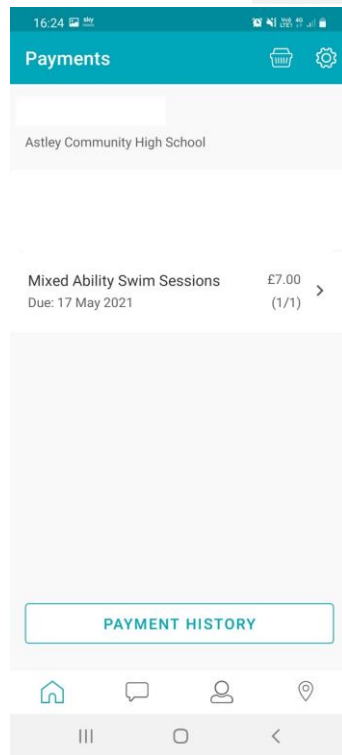 16:24 sky
Payments
Astley Community High School
Mixed Ability Swim Sessions £7.00
Due: 17 May 2021 (1/1)
PAYMENT HISTORY